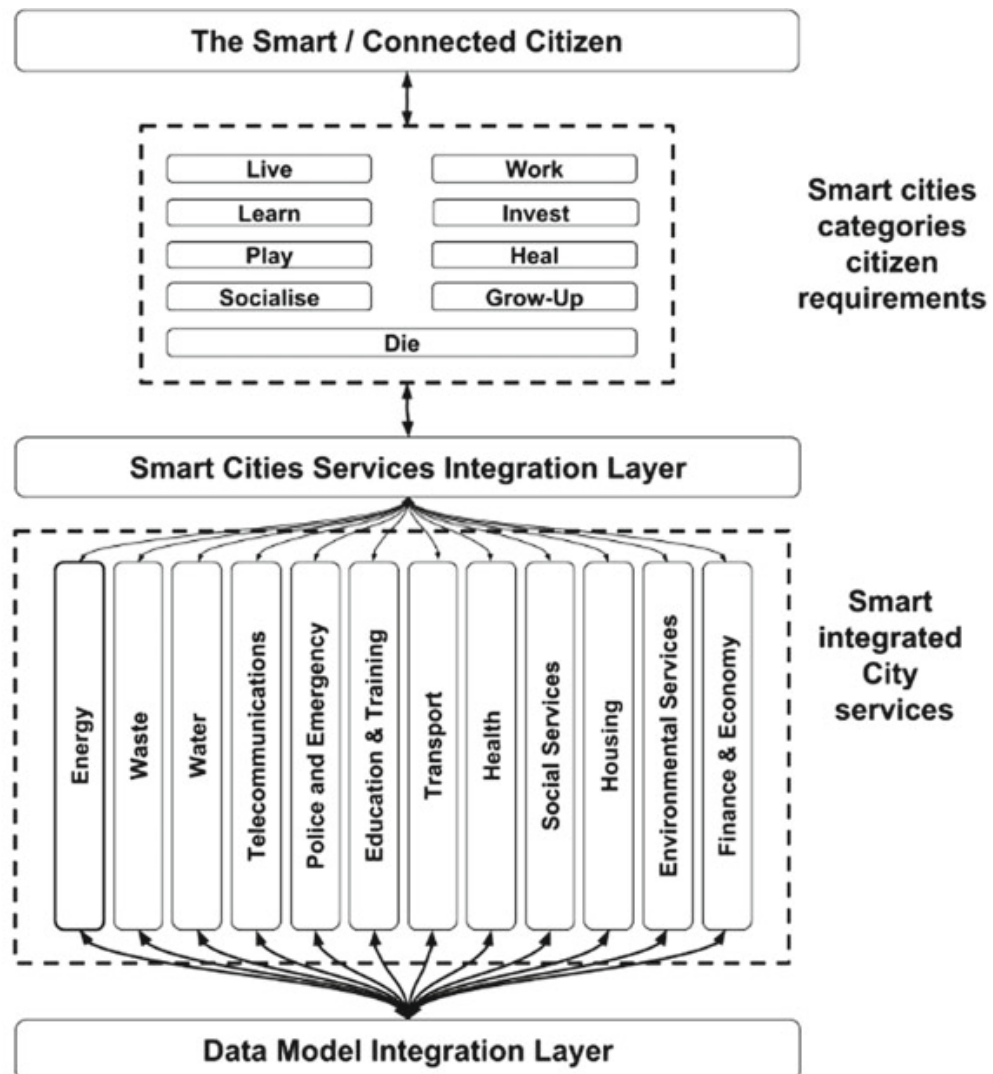 The Smart / Connected Citizen
Live
Work
Learn
Invest
Play
Heal
Socialise
Grow-Up
Die
Smart cities
categories
citizen
requirements
Smart Cities Services Integration Layer
Energy
Waste
Water
Telecommunications
Police and Emergency
Education & Training
Transport
Health
Social Services
Housing
Environmental Services
Finance & Economy
Smart
integrated
City
services
Data Model Integration Layer